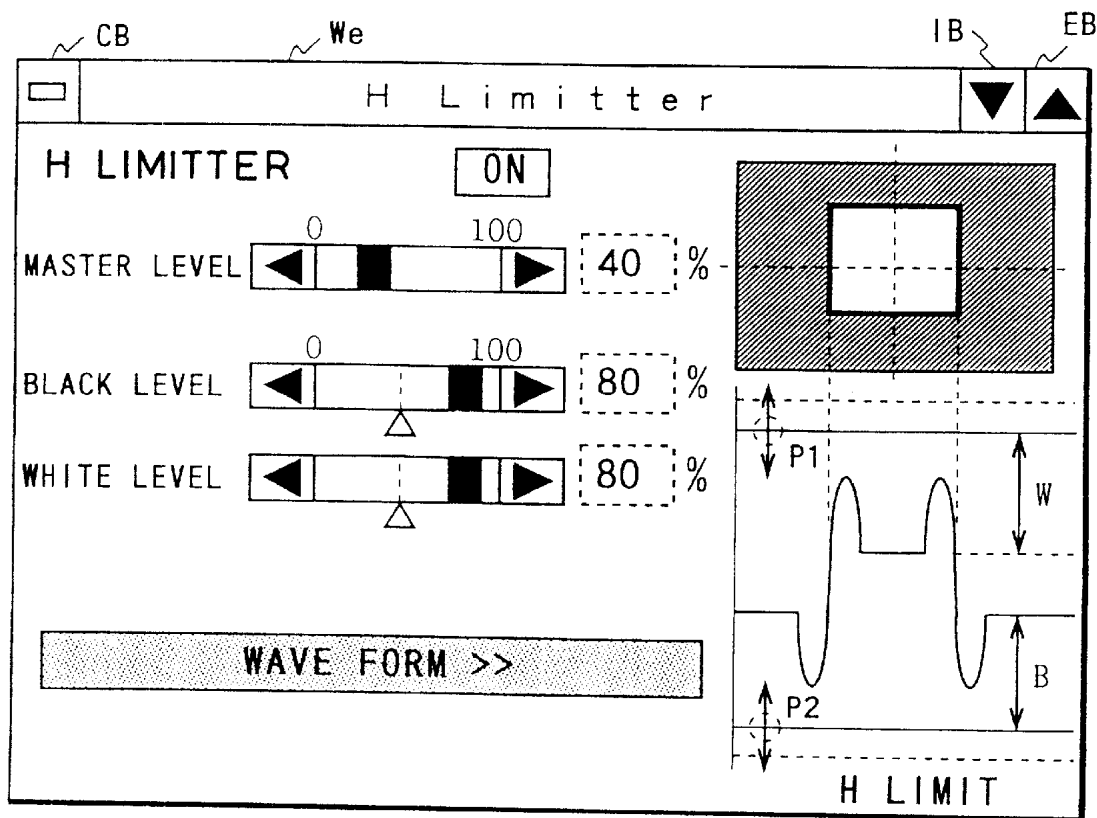 CB We IB EB
H Limitter
H LIMITTER ON
0 100
MASTER LEVEL 40 %
0 100
BLACK LEVEL 80 %
P1
WHITE LEVEL 80 %
W
WAVE FORM >>
B
P2
H LIMIT